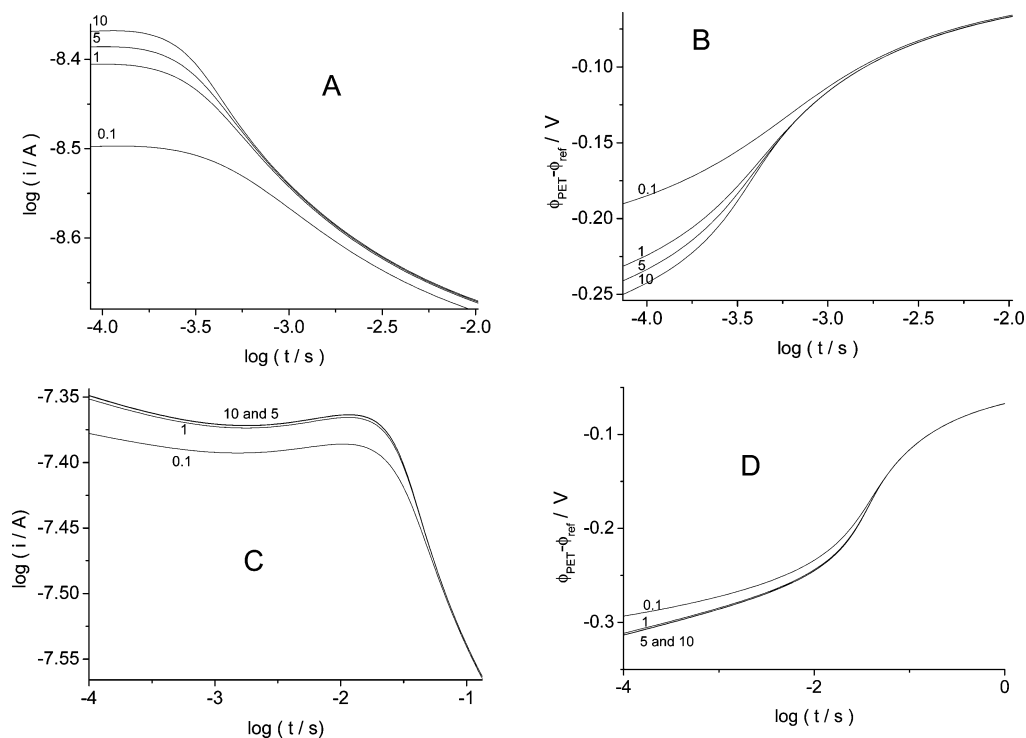 A
10
5
1
0.1
-8.4
-8.5
-8.6
log ( i / A )
-4.0 -3.5 -3.0 -2.5 -2.0
log ( t / s )
B
-0.10
-0.15
-0.20
-0.25
ϕPET-ϕref / V
0.1
1
5
10
-4.0 -3.5 -3.0 -2.5 -2.0
log ( t / s )
-7.35
-7.40
-7.45
-7.50
-7.55
log ( i / A)
10 and 5
1
0.1
C
-4 -3 -2 -1
log ( t / s)
-0.1
-0.2
-0.3
ϕPET-ϕref / V
D
0.1
1
5 and 10
-4 -2 0
log ( t / s )